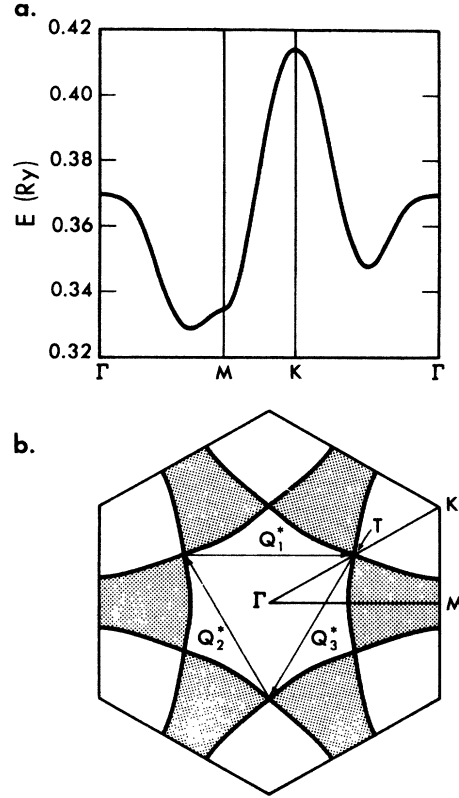 a.
0.42
0.40
0.38
0.36
0.34
0.32
E (Ry)
Γ M K Γ
b.
K
T
Q₁*
Γ
M
Q₂* Q₃*